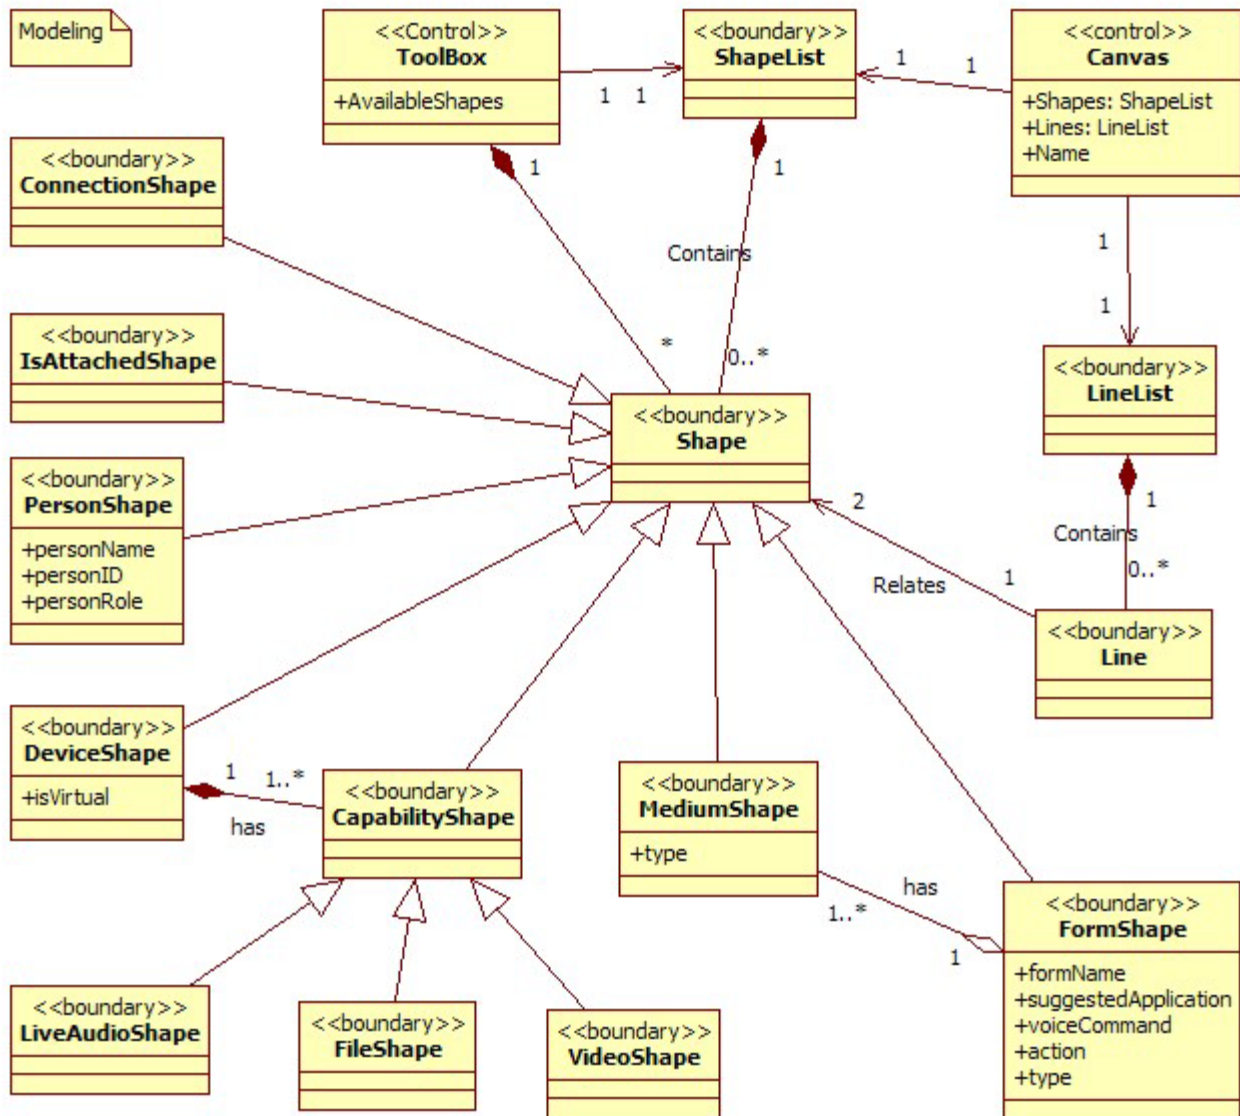 Modeling
<<Control>>
ToolBox
+AvailableShapes
<<boundary>>
ShapeList
<<control>>
Canvas
+Shapes: ShapeList
+Lines: LineList
+Name
1 1
1 1
1
1
<<boundary>>
ConnectionShape
Contains
1
1
*
0..*
<<boundary>>
IsAttachedShape
<<boundary>>
LineList
<<boundary>>
Shape
<<boundary>>
PersonShape
+personName
+personID
+personRole
2
1
Relates
1
Contains
0..*
<<boundary>>
Line
<<boundary>>
DeviceShape
+isVirtual
1
1..*
has
<<boundary>>
CapabilityShape
<<boundary>>
MediumShape
+type
has
1..*
1
<<boundary>>
FormShape
+formName
+suggestedApplication
+voiceCommand
+action
+type
<<boundary>>
LiveAudioShape
<<boundary>>
FileShape
<<boundary>>
VideoShape